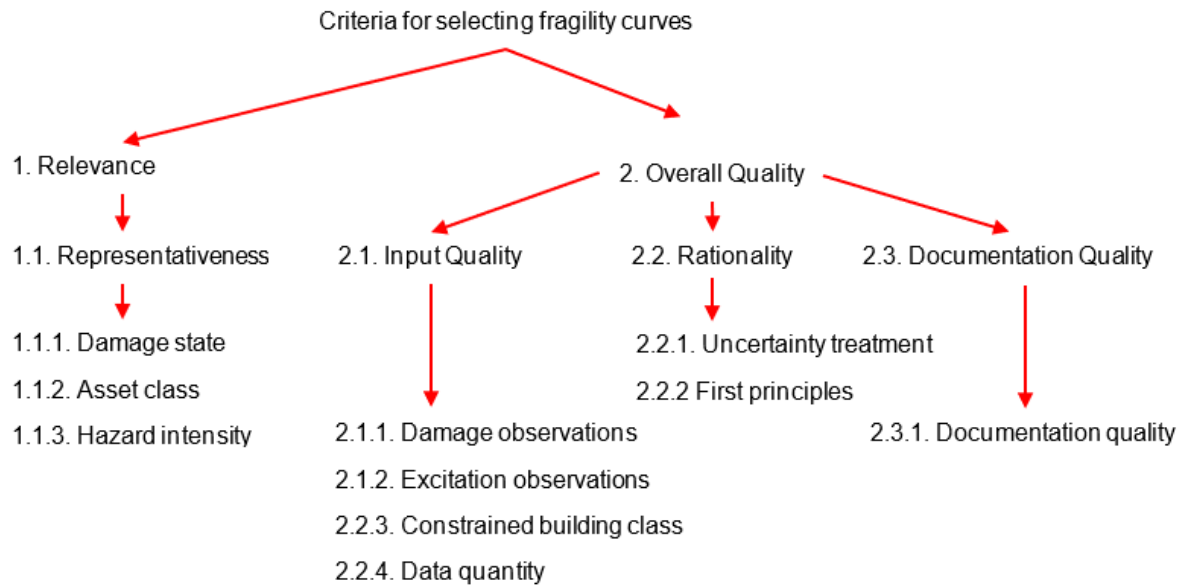 Criteria for selecting fragility curves
1. Relevance
2. Overall Quality
1.1. Representativeness
2.1. Input Quality
2.2. Rationality
2.3. Documentation Quality
1.1.1. Damage state
1.1.2. Asset class
1.1.3. Hazard intensity
2.1.1. Damage observations
2.1.2. Excitation observations
2.2.3. Constrained building class
2.2.4. Data quantity
2.2.1. Uncertainty treatment
2.2.2 First principles
2.3.1. Documentation quality